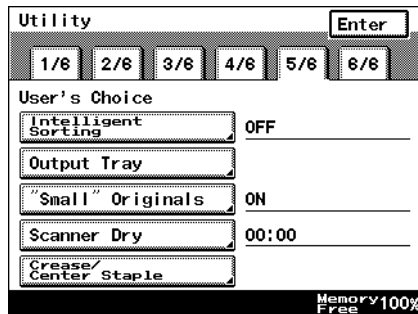 Utility
Enter
1/6 2/6 3/6 4/6 5/6 6/6
User's Choice
Intelligent
Sorting
OFF
Output Tray
"Small" Originals
ON
Scanner Dry
00:00
Crease/
Center Staple
Memory
Free
100%